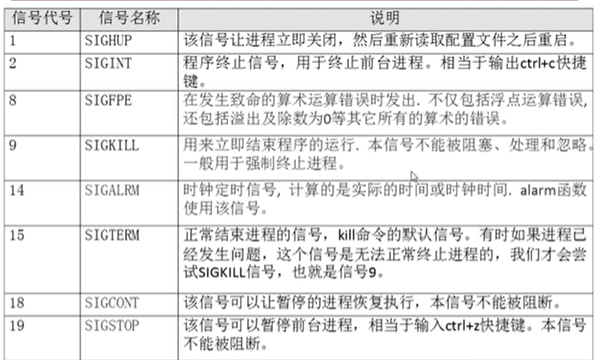 信号代号 信号名称 说明
1 SIGHUP 该信号让进程立即关闭，然后重新读取配置文件之后重启。
2 SIGINT 程序终止信号，用于终止前台进程。相当于输出ctrl+c快捷
键。
8 SIGFPE 在发生致命的算术运算错误时发出. 不仅包括浮点运算错误,
还包括溢出及除数为0等其它所有的算术的错误。
9 SIGKILL 用来立即结束程序的运行. 本信号不能被阻塞、处理和忽略。
一般用于强制终止进程。
14 SIGALRM 时钟定时信号, 计算的是实际的时间或时钟时间. alarm函数
使用该信号。
15 SIGTERM 正常结束进程的信号，kill命令的默认信号。有时如果进程已
经发生问题，这个信号是无法正常终止进程的，我们才会尝
试SIGKILL信号，也就是信号9。
18 SIGCONT 该信号可以让暂停的进程恢复执行，本信号不能被阻断。
19 SIGSTOP 该信号可以暂停前台进程，相当于输入ctrl+z快捷键。本信号
不能被阻断。